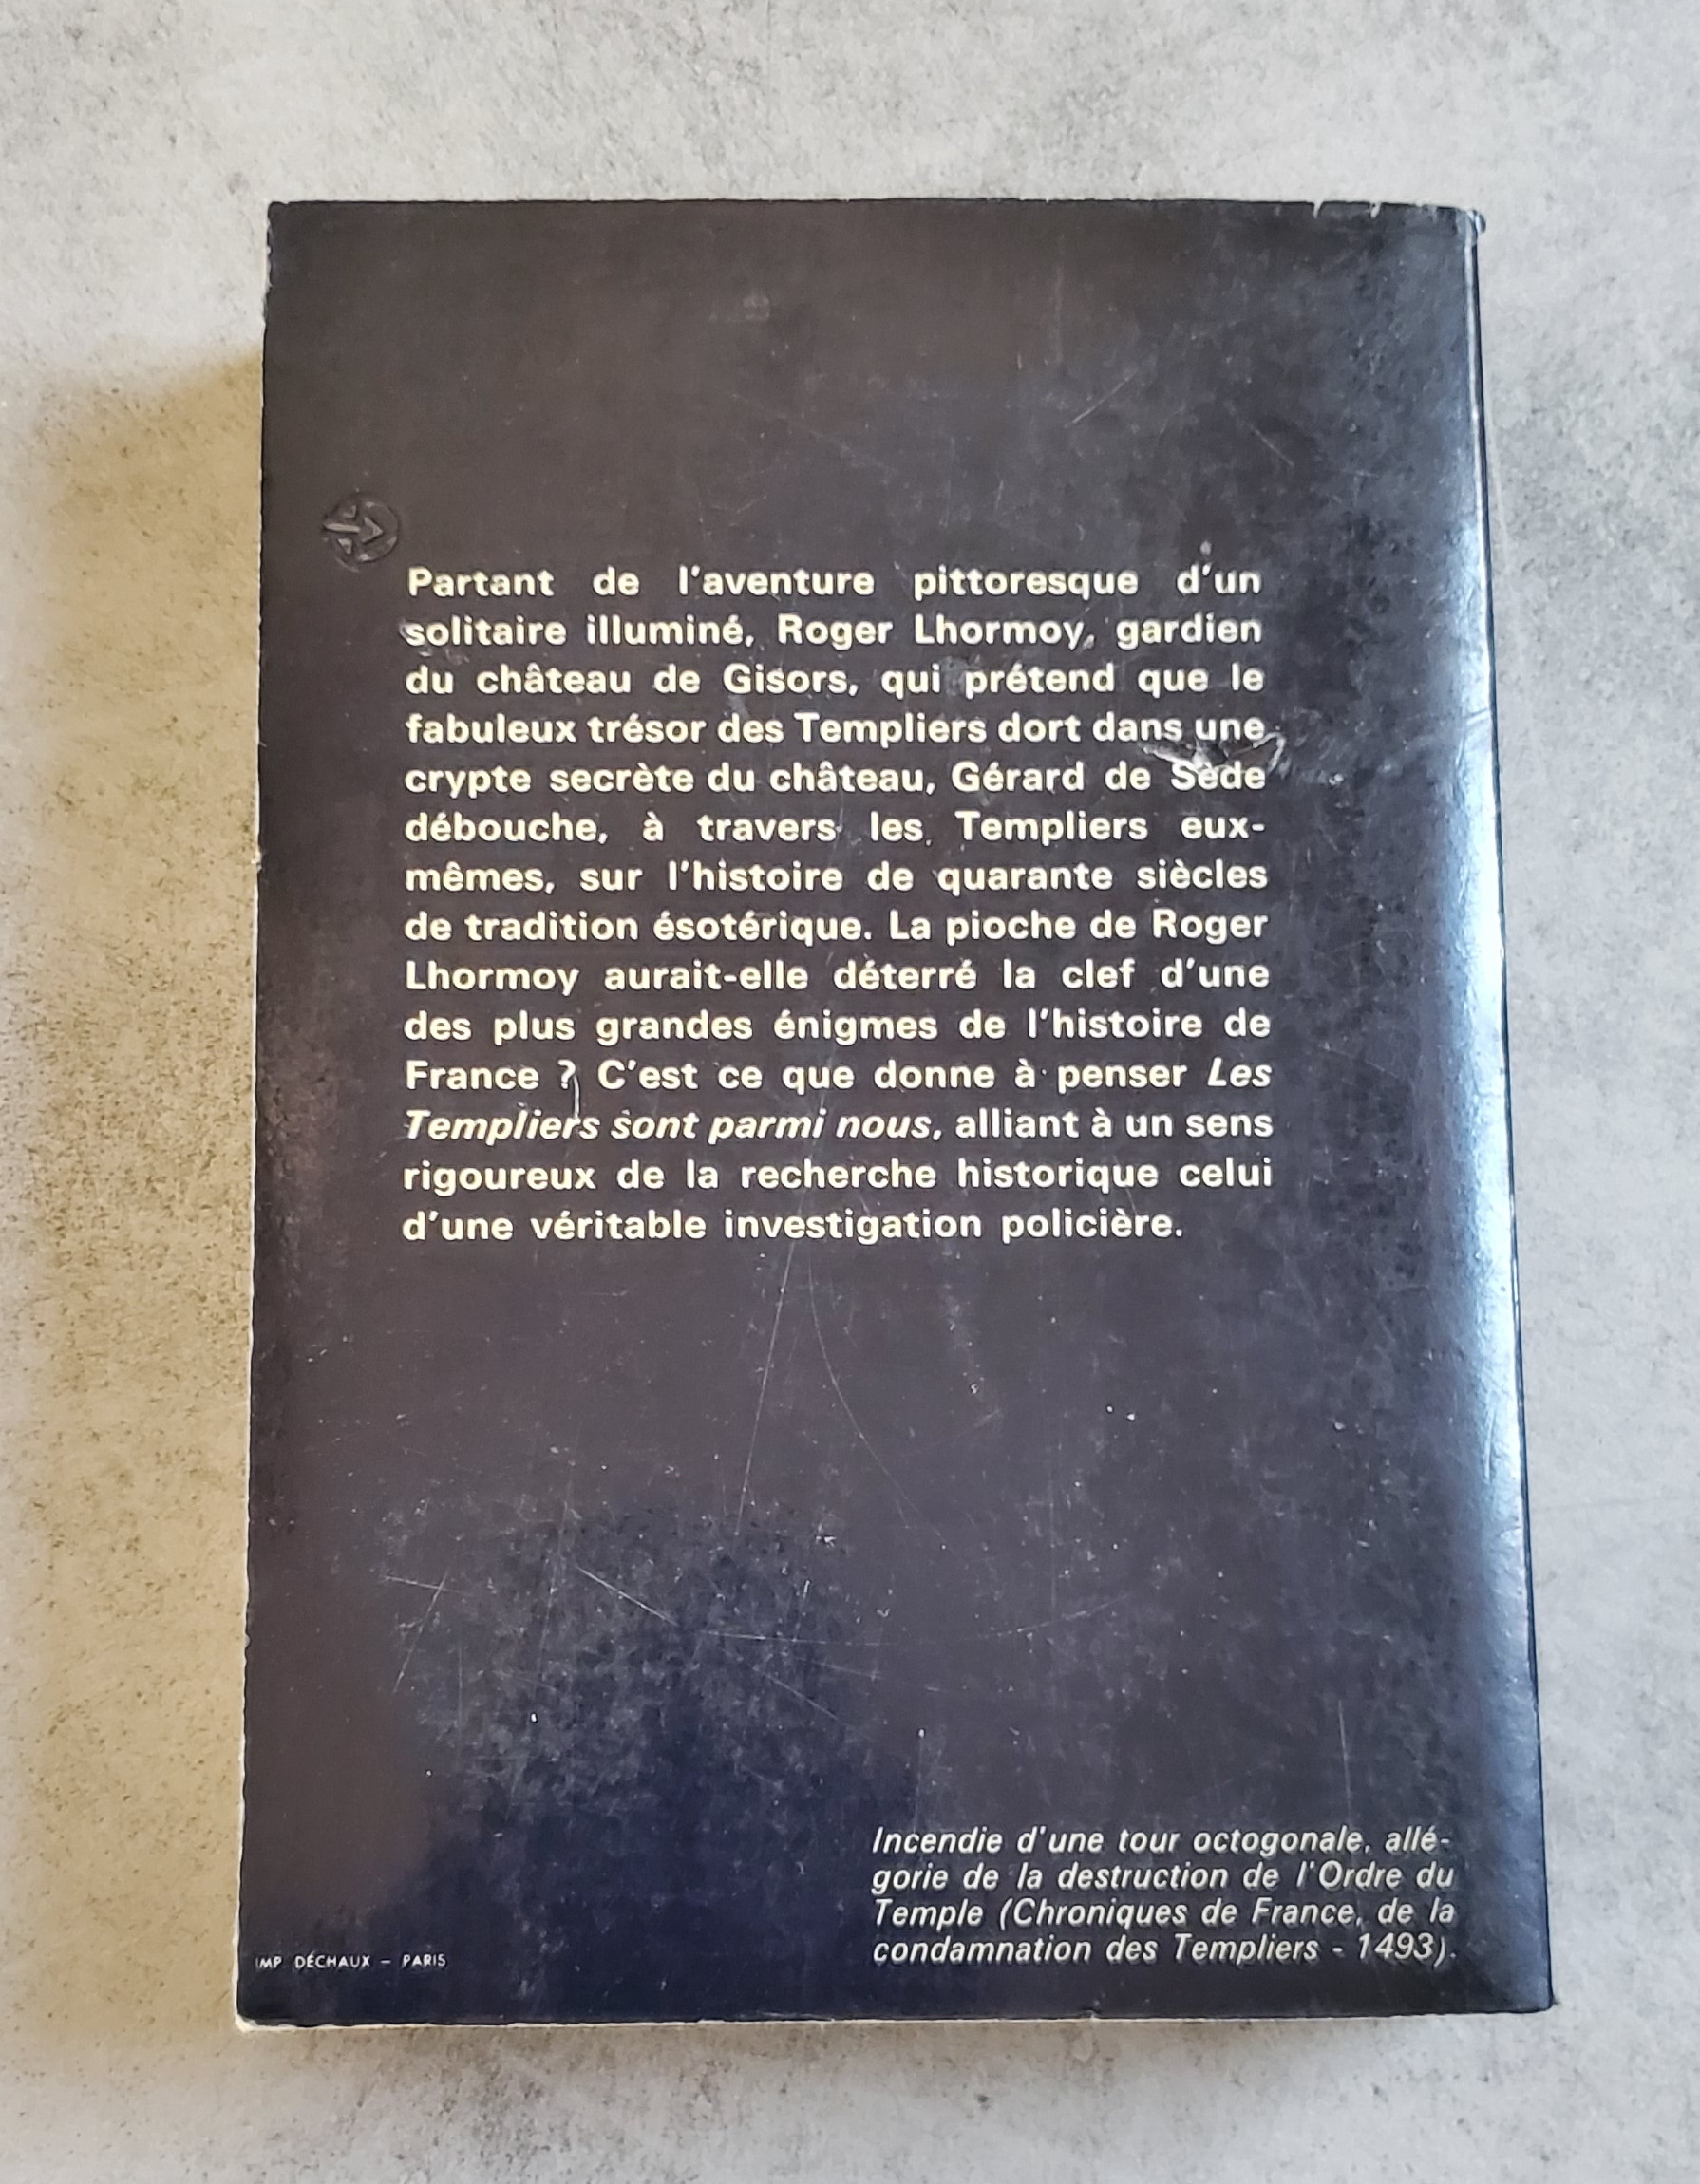 Partant de l'aventure pittoresque d'un
solitaire illuminé, Roger Lhormoy, gardien
du château de Gisors, qui prétend que le
fabuleux trésor des Templiers dort dans une
crypte secrète du château, Gérard de Sède
débouche, à travers les Templiers eux-
mêmes, sur l'histoire de quarante siècles
de tradition ésotérique. La pioche de Roger
Lhormoy aurait-elle déterré la clef d'une
des plus grandes énigmes de l'histoire de
France ? C'est ce que donne à penser Les
Templiers sont parmi nous, alliant à un sens
rigoureux de la recherche historique celui
d'une véritable investigation policière.
Incendie d'une tour octogonale, allé-
gorie de la destruction de l'Ordre du
Temple (Chroniques de France, de la
condamnation des Templiers - 1493).
IMP. DÉCHAUX – PARIS